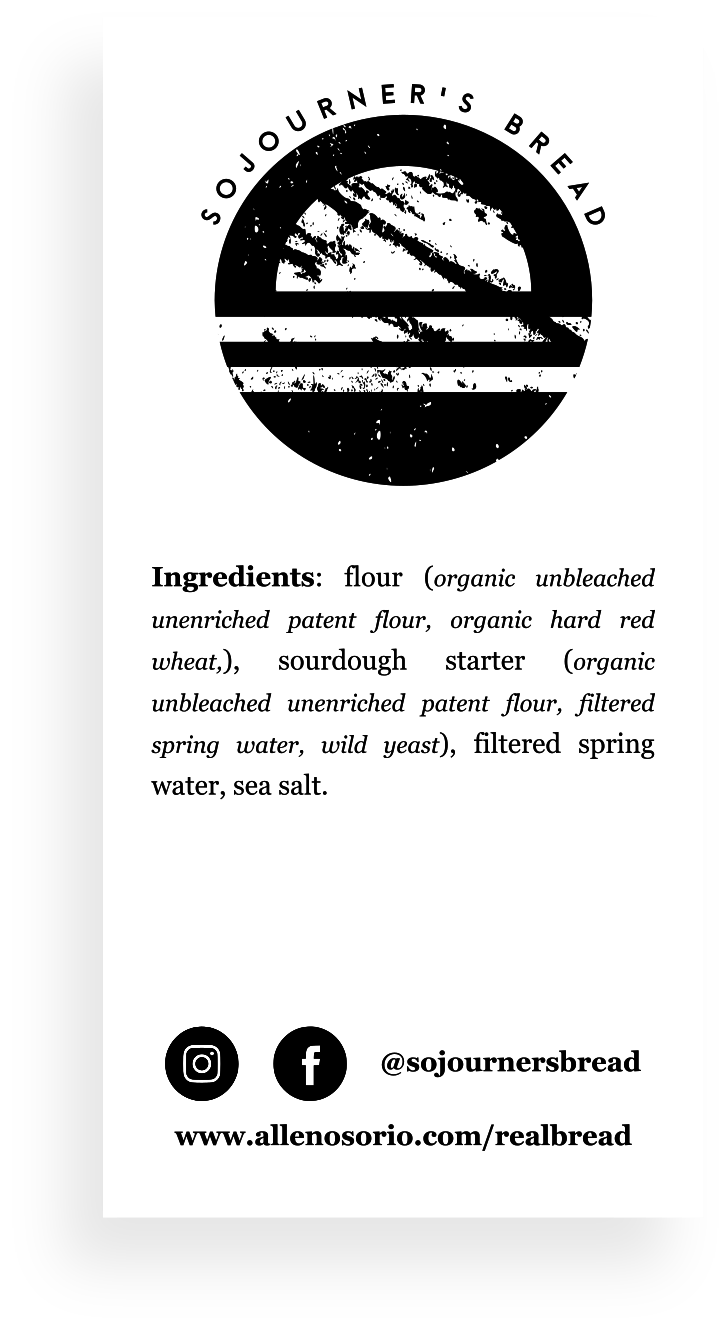 SOJOURNER'S BREAD
Ingredients: flour (organic unbleached
unenriched patent flour, organic hard red
wheat,), sourdough starter (organic
unbleached unenriched patent flour, filtered
spring water, wild yeast), filtered spring
water, sea salt.
@sojournersbread
www.allenosorio.com/realbread